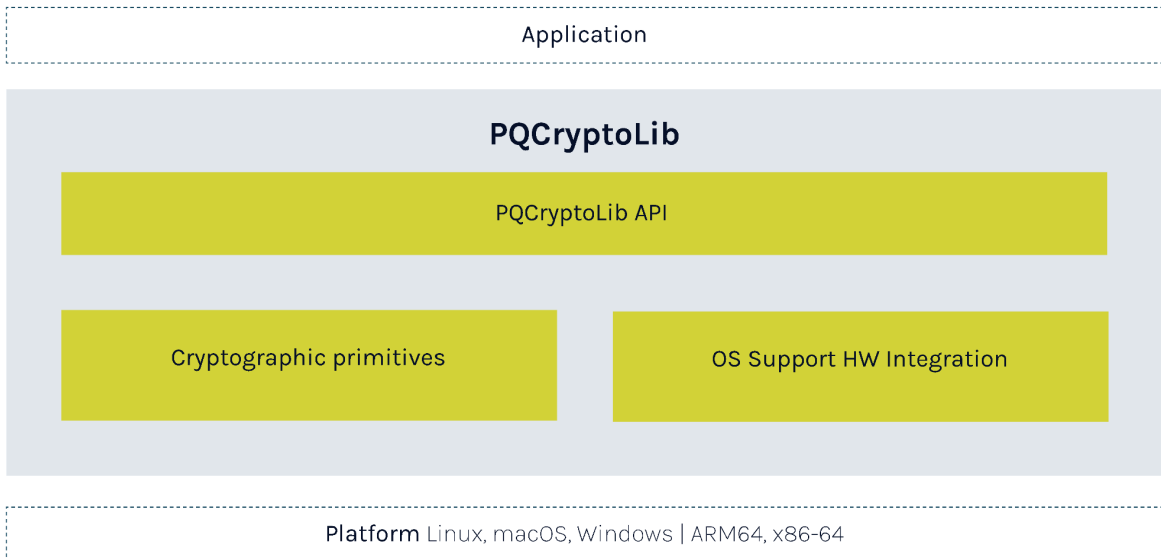 Application
PQCryptoLib
PQCryptoLib API
Cryptographic primitives
OS Support HW Integration
Platform Linux, macOS, Windows | ARM64, x86-64